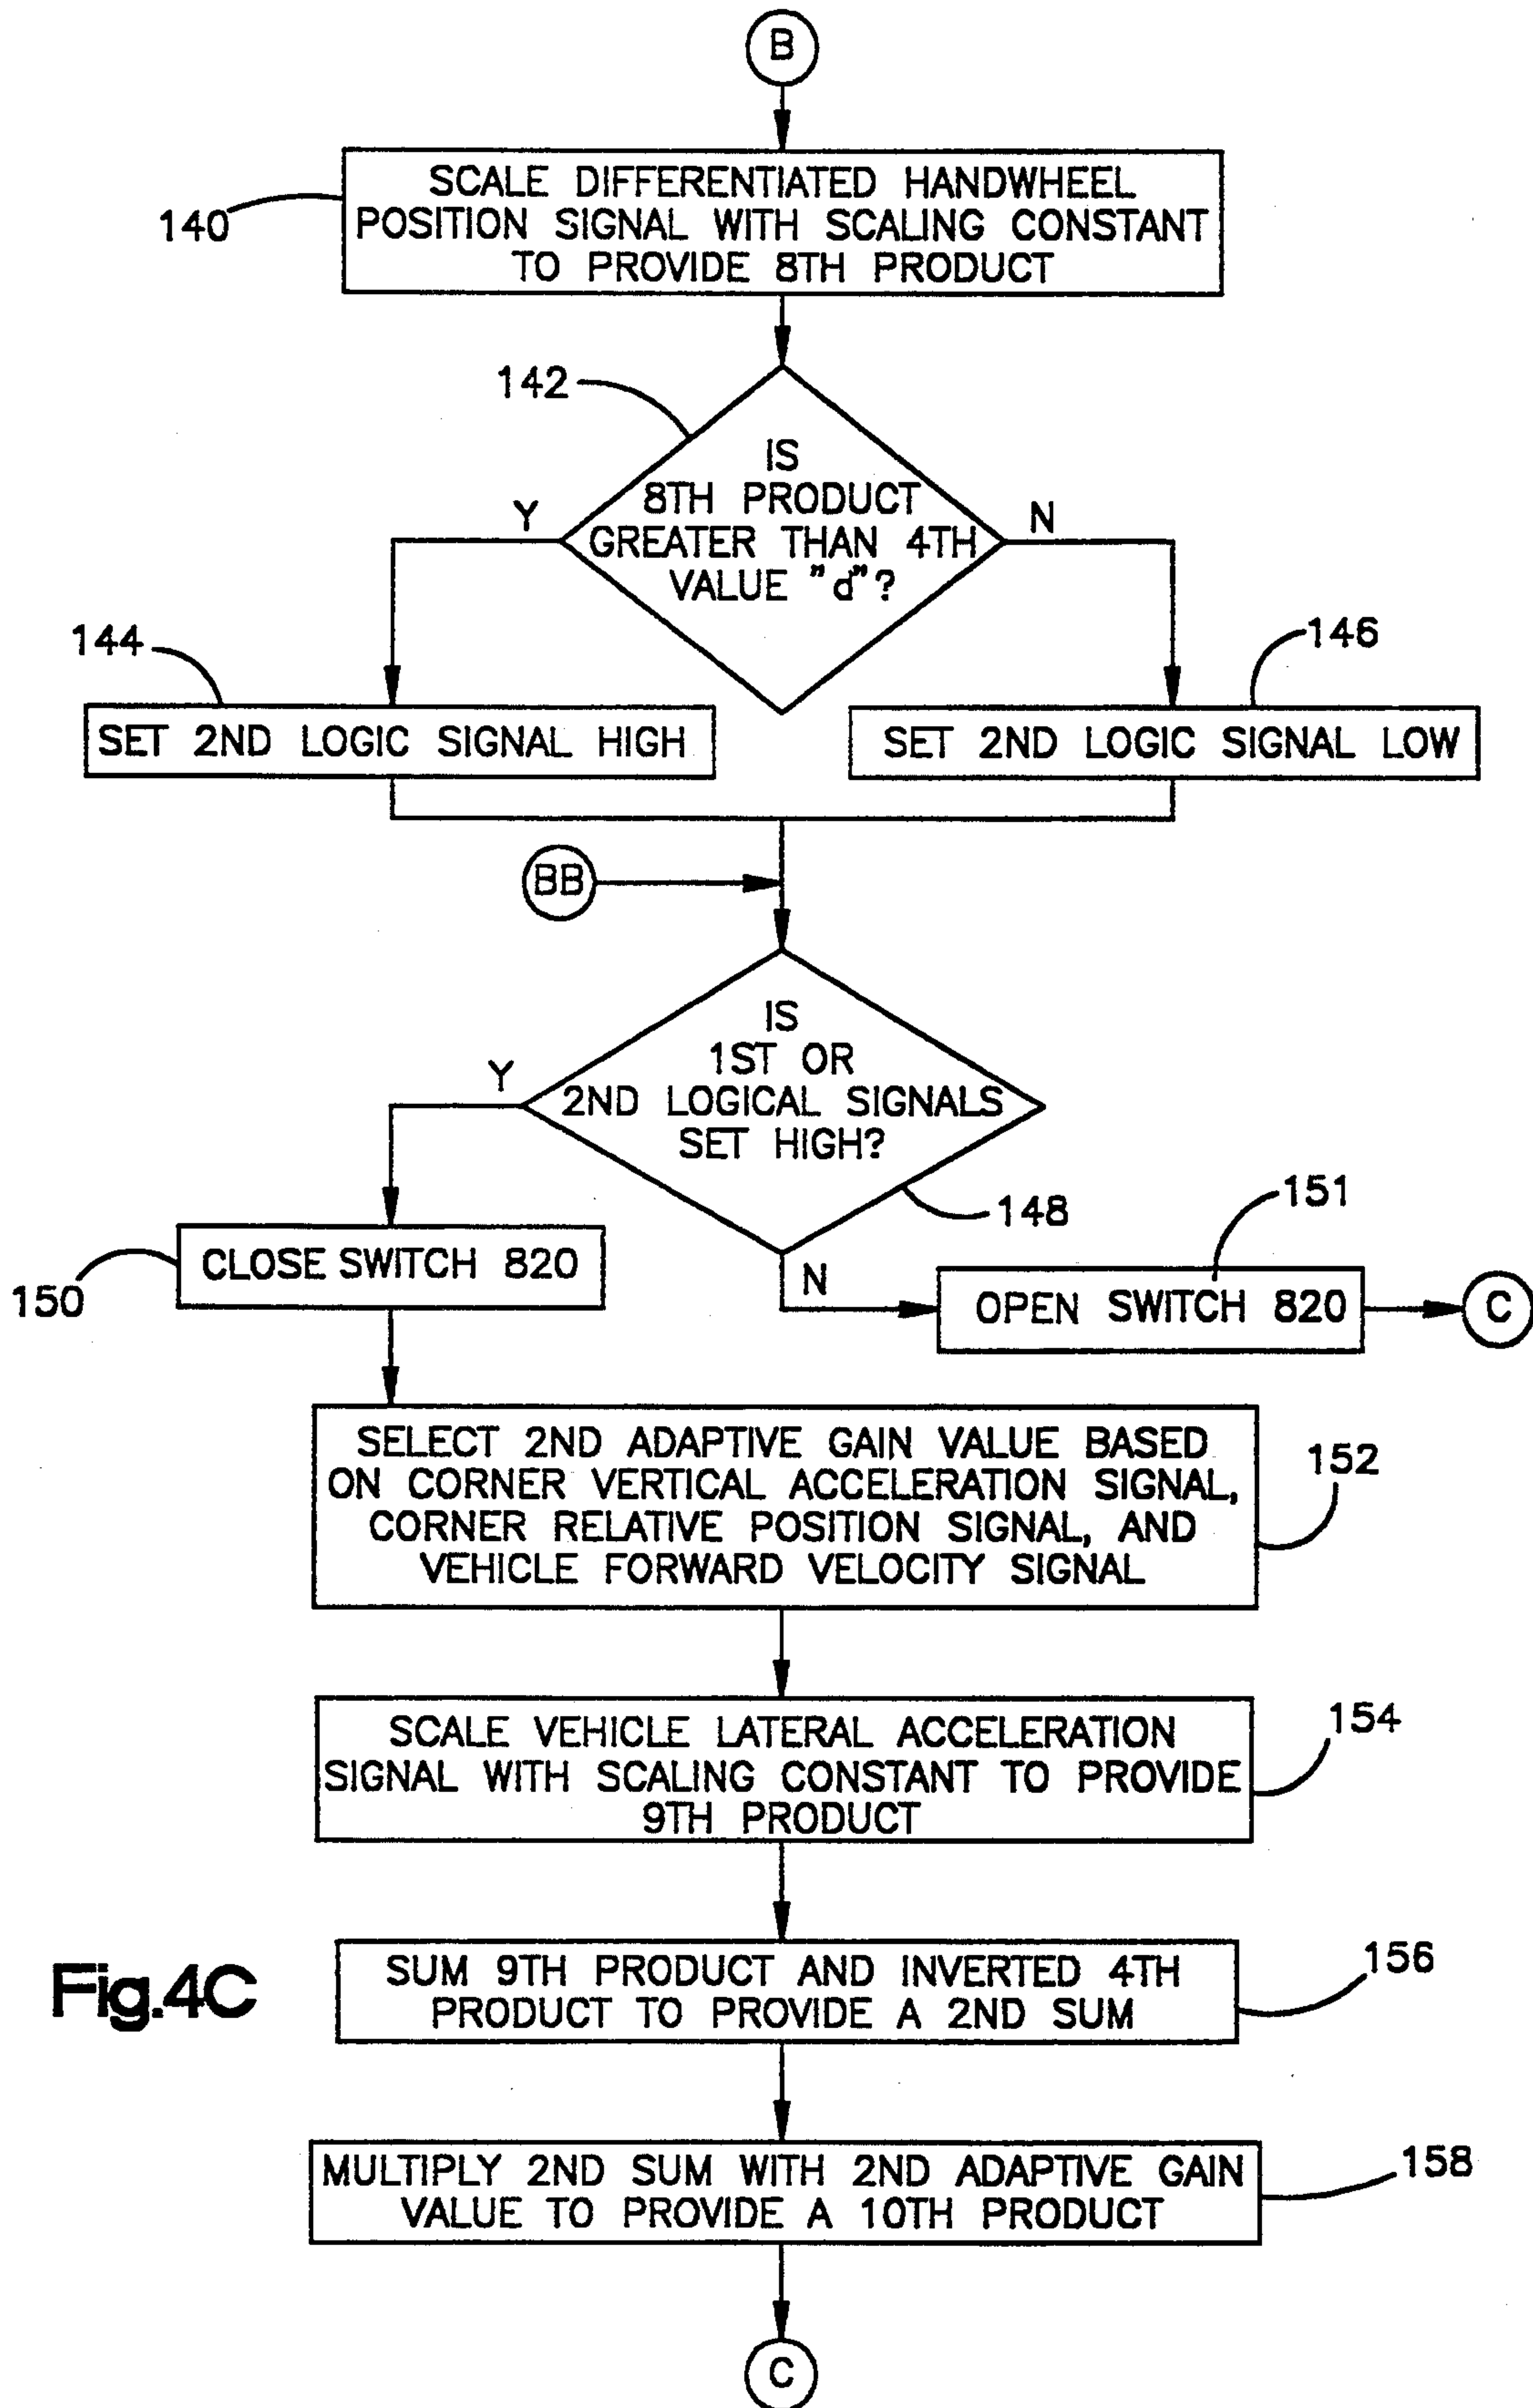 B
SCALE DIFFERENTIATED HANDWHEEL
POSITION SIGNAL WITH SCALING CONSTANT
TO PROVIDE 8TH PRODUCT
140
142
IS
8TH PRODUCT
GREATER THAN 4TH
VALUE "d"?
Y
N
144
146
SET 2ND LOGIC SIGNAL HIGH
SET 2ND LOGIC SIGNAL LOW
BB
IS
1ST OR
2ND LOGICAL SIGNALS
SET HIGH?
Y
148
151
150
CLOSE SWITCH 820
N
OPEN SWITCH 820
C
SELECT 2ND ADAPTIVE GAIN VALUE BASED
ON CORNER VERTICAL ACCELERATION SIGNAL,
CORNER RELATIVE POSITION SIGNAL, AND
VEHICLE FORWARD VELOCITY SIGNAL
152
SCALE VEHICLE LATERAL ACCELERATION
SIGNAL WITH SCALING CONSTANT TO PROVIDE
9TH PRODUCT
154
Fig.4C
SUM 9TH PRODUCT AND INVERTED 4TH
PRODUCT TO PROVIDE A 2ND SUM
156
MULTIPLY 2ND SUM WITH 2ND ADAPTIVE GAIN
VALUE TO PROVIDE A 10TH PRODUCT
158
C